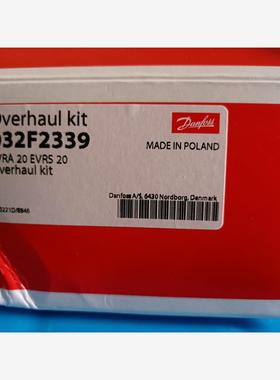 Overhaul kit
032F2339
EVRA 20 EVRS 20
Overhaul kit
Danfoss
MADE IN POLAND
Danfoss A/S, 6430 Nordborg, Denmark